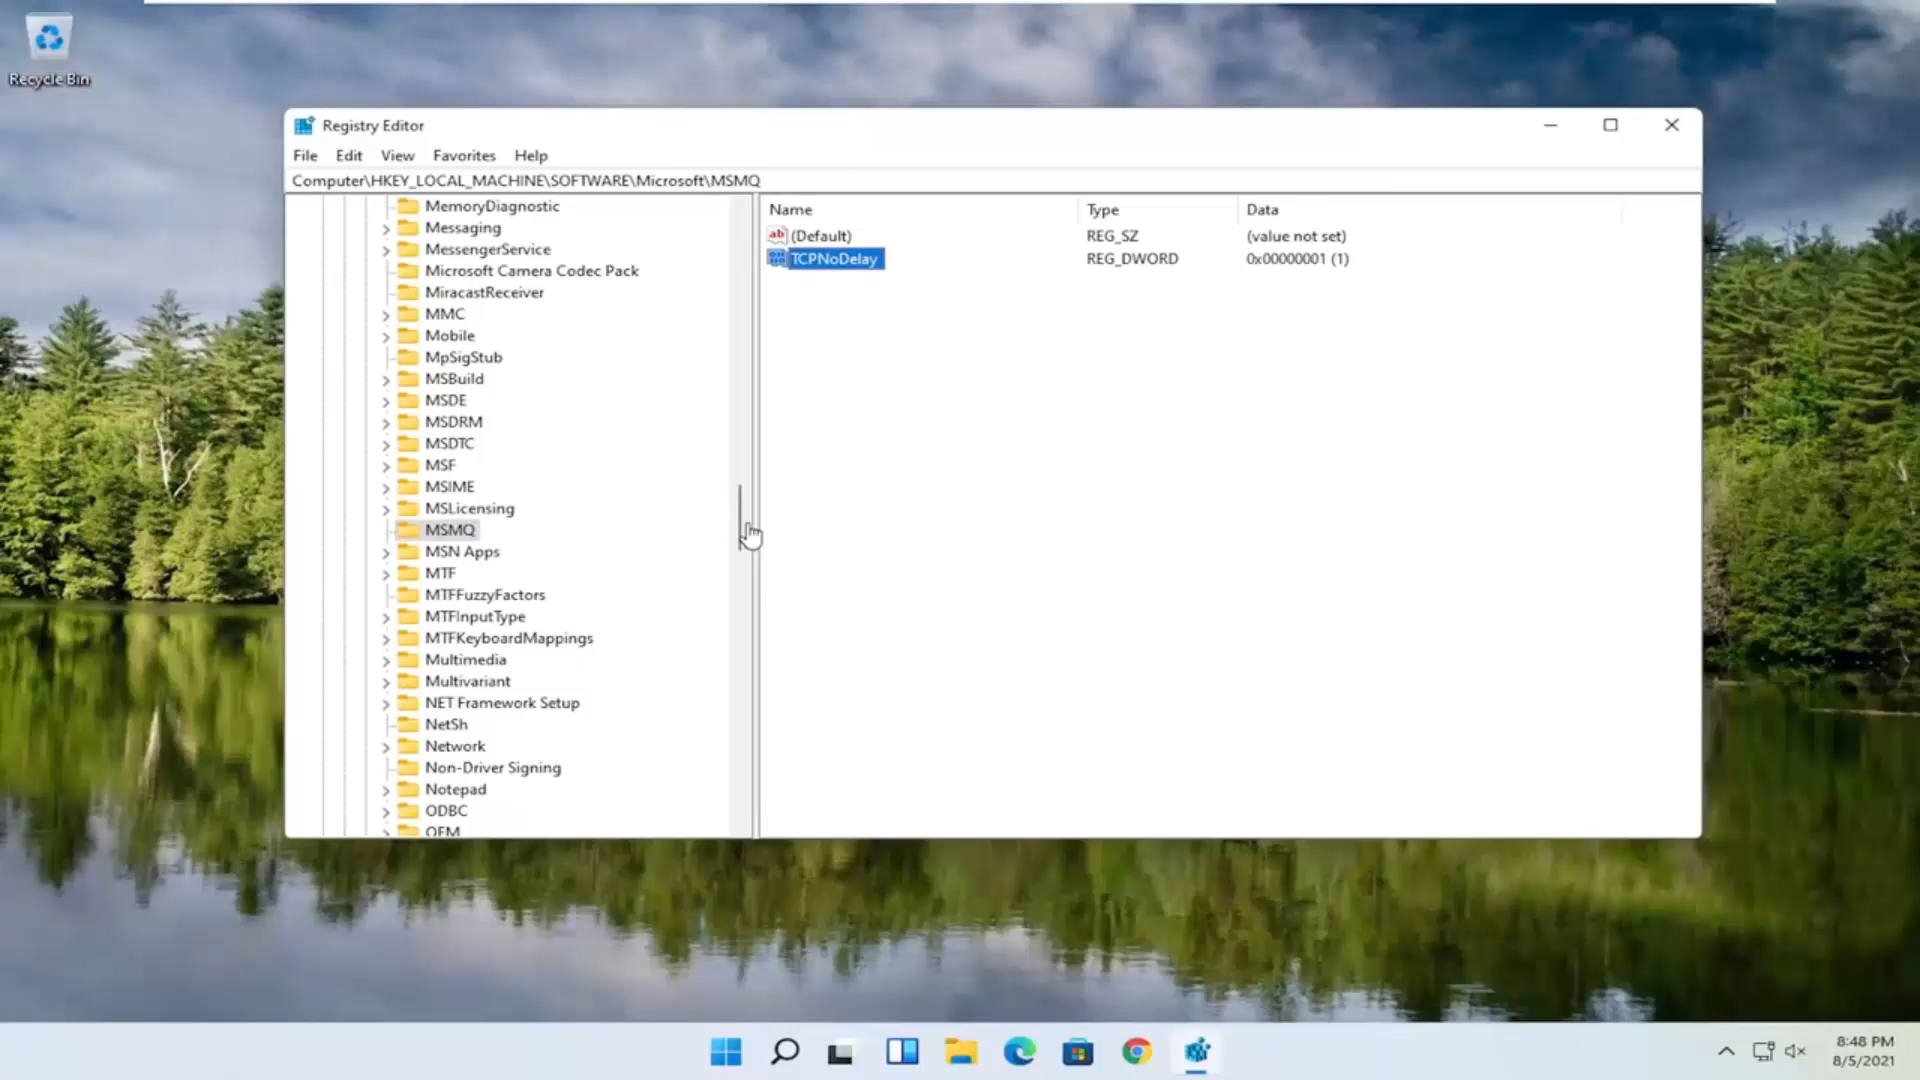 Recycle Bin
Registry Editor
File Edit View Favorites Help
Computer\HKEY_LOCAL_MACHINE\SOFTWARE\Microsoft\MSMQ
MemoryDiagnostic
Messaging
MessengerService
Microsoft Camera Codec Pack
MiracastReceiver
MMC
Mobile
MpSigStub
MSBuild
MSDE
MSDRM
MSDTC
MSF
MSIME
MSLicensing
MSMQ
MSN Apps
MTF
MTFFuzzyFactors
MTFInputType
MTFKeyboardMappings
Multimedia
Multivariant
NET Framework Setup
NetSh
Network
Non-Driver Signing
Notepad
ODBC
OEM
Name Type Data
ab (Default) REG_SZ (value not set)
TCPNoDelay REG_DWORD 0x00000001 (1)
8:48 PM
8/5/2021